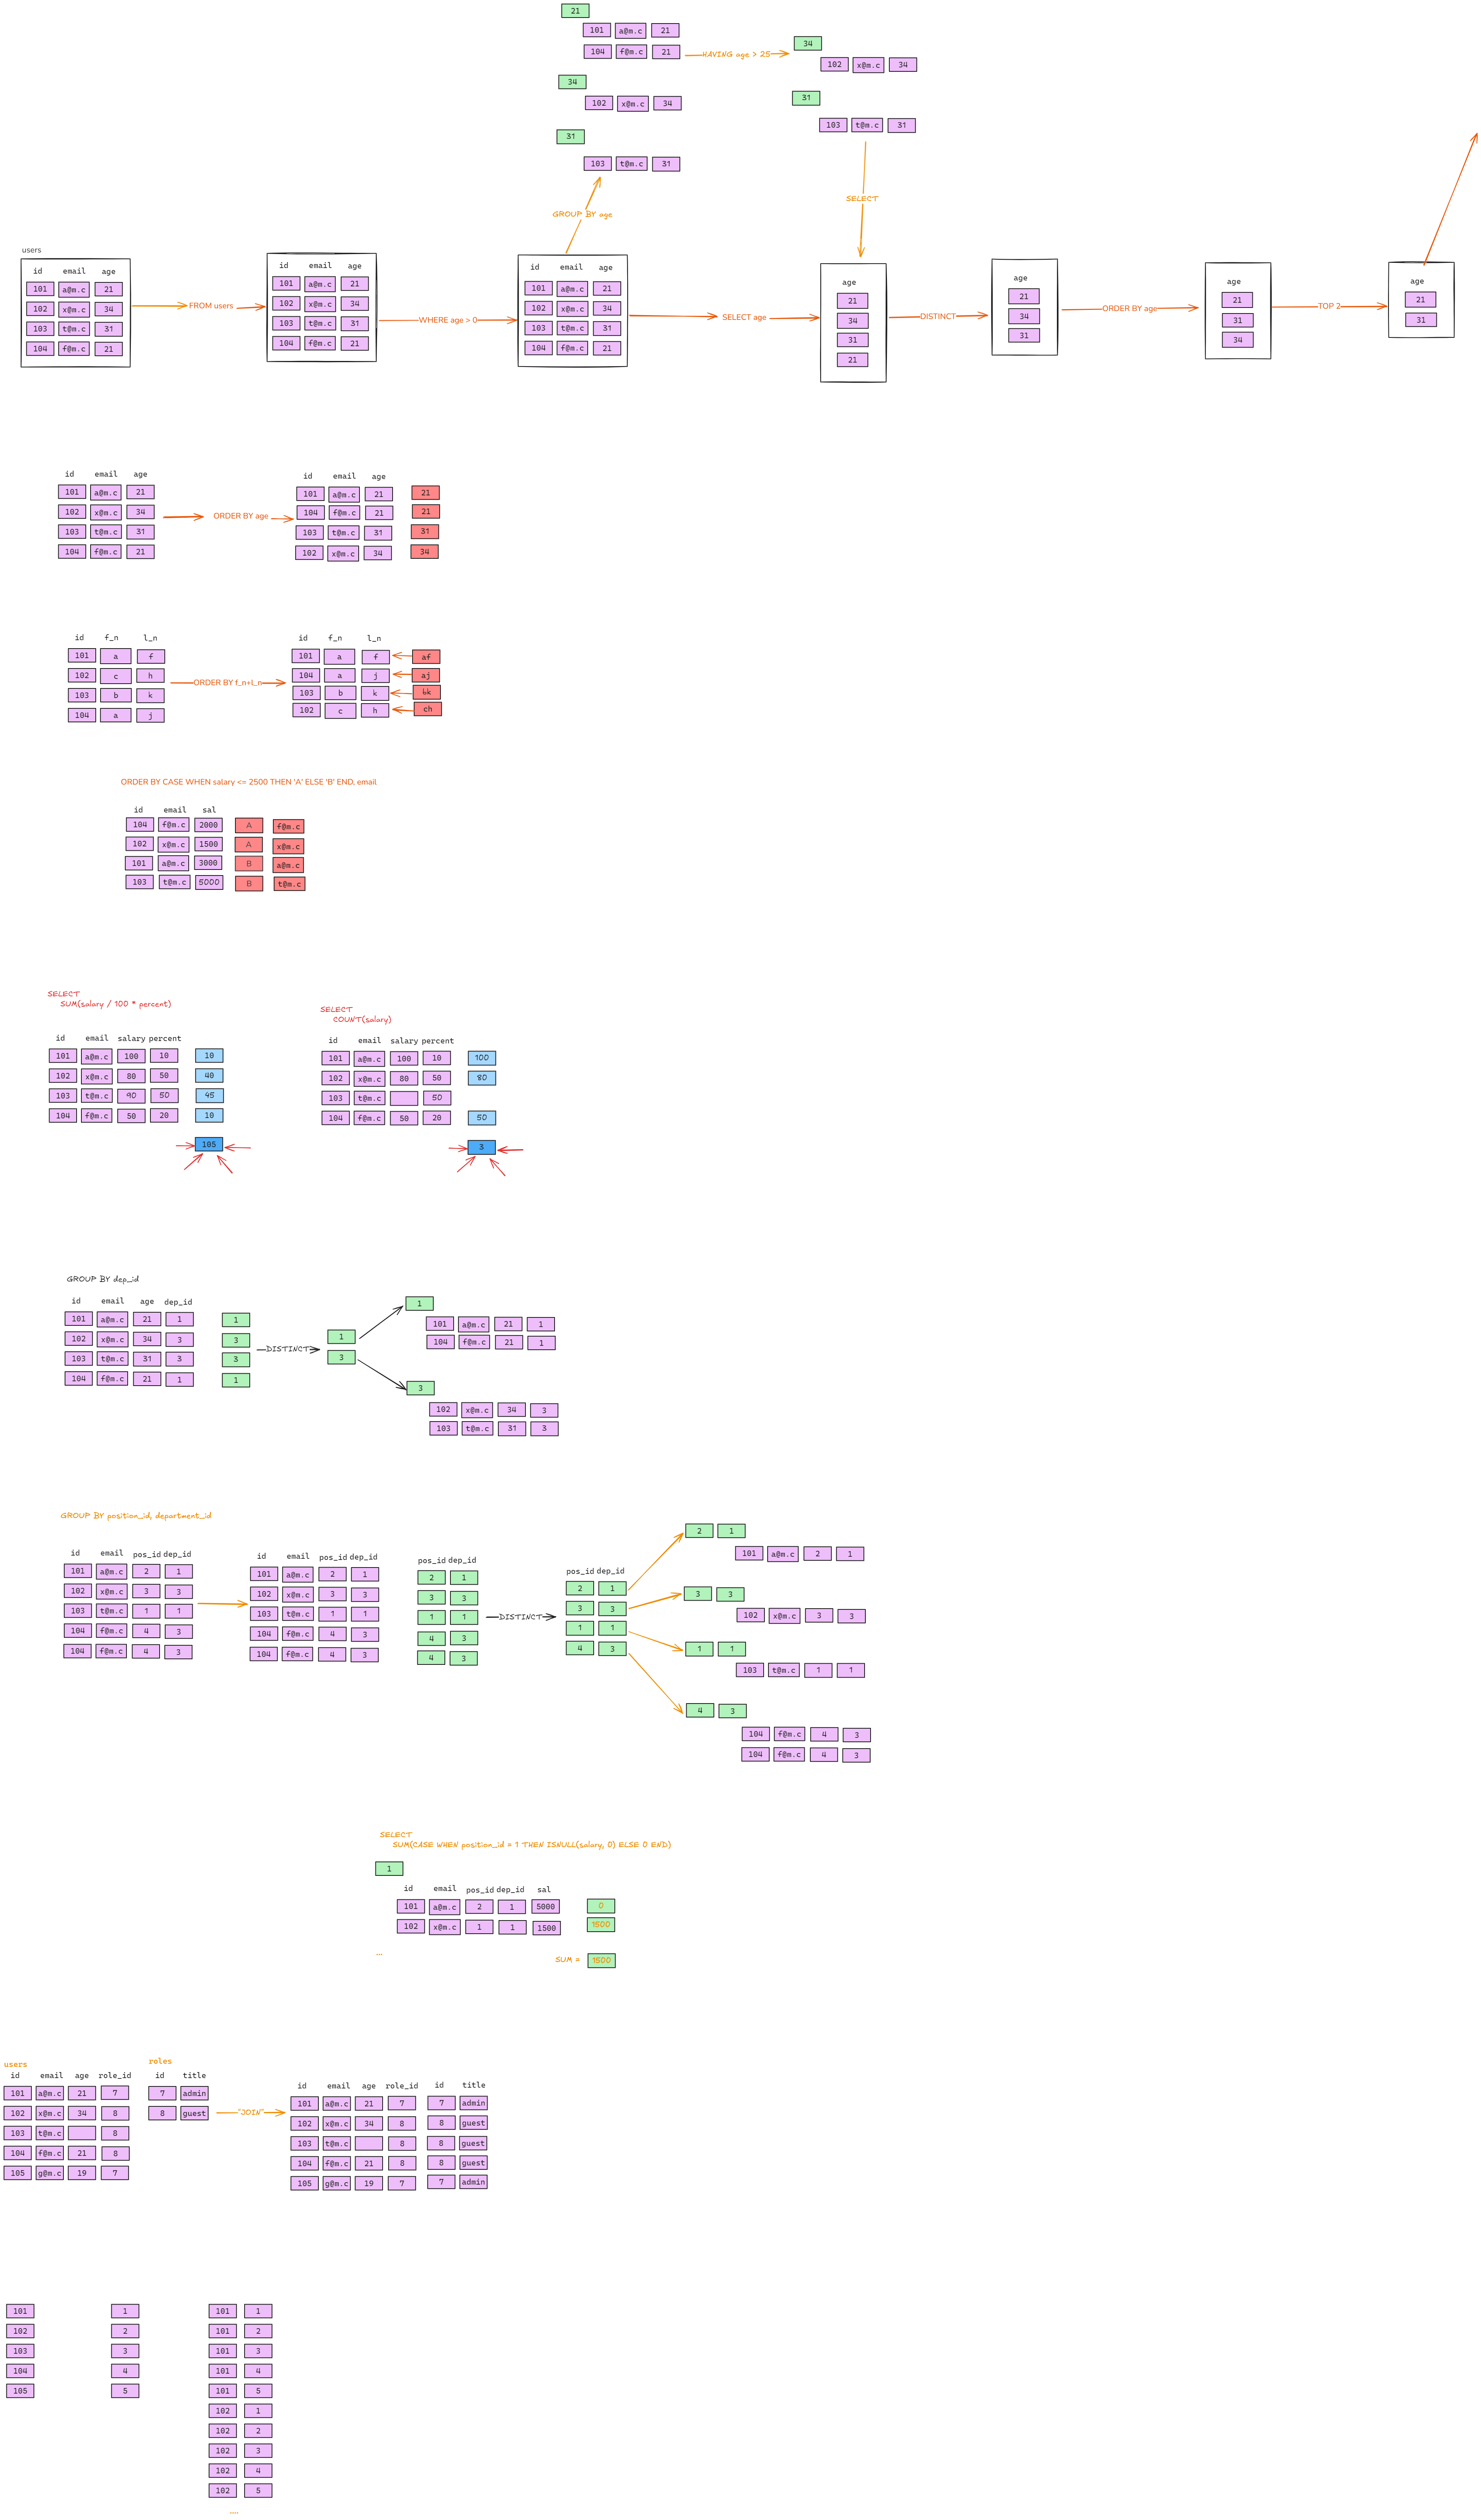 21
101 a@m.c 21
104 f@m.c 21
HAVING age > 25
34
102 x@m.c 34
34
102 x@m.c 34
31
103 t@m.c 31
31
103 t@m.c 31
GROUP BY age
SELECT
users
id email age
101 a@m.c 21
102 x@m.c 34
103 t@m.c 31
104 f@m.c 21
FROM users
id email age
101 a@m.c 21
102 x@m.c 34
103 t@m.c 31
104 f@m.c 21
WHERE age > 0
id email age
101 a@m.c 21
102 x@m.c 34
103 t@m.c 31
104 f@m.c 21
SELECT age
age
21
34
31
21
DISTINCT
age
21
34
31
ORDER BY age
age
21
31
34
TOP 2
age
21
31
id email age
101 a@m.c 21
102 x@m.c 34
103 t@m.c 31
104 f@m.c 21
ORDER BY age
id email age
101 a@m.c 21 21
104 f@m.c 21 21
103 t@m.c 31 31
102 x@m.c 34 34
id f_n l_n
101 a f
102 c h
103 b k
104 a j
ORDER BY f_n+l_n
id f_n l_n
101 a f af
104 a j aj
103 b k bk
102 c h ch
ORDER BY CASE WHEN salary <= 2500 THEN 'A' ELSE 'B' END, email
id email sal
104 f@m.c 2000 A f@m.c
102 x@m.c 1500 A x@m.c
101 a@m.c 3000 B a@m.c
103 t@m.c 5000 B t@m.c
SELECT
SUM(salary / 100 * percent)
id email salary percent
101 a@m.c 100 10 10
102 x@m.c 80 50 40
103 t@m.c 90 50 45
104 f@m.c 50 20 10
105
SELECT
COUNT(salary)
id email salary percent
101 a@m.c 100 10 100
102 x@m.c 80 50 80
103 t@m.c 50
104 f@m.c 50 20 50
3
GROUP BY dep_id
id email age dep_id
101 a@m.c 21 1 1
102 x@m.c 34 3 3
103 t@m.c 31 3 3
104 f@m.c 21 1 1
DISTINCT
1
3
1
101 a@m.c 21 1
104 f@m.c 21 1
3
102 x@m.c 34 3
103 t@m.c 31 3
GROUP BY position_id, department_id
id email pos_id dep_id
101 a@m.c 2 1
102 x@m.c 3 3
103 t@m.c 1 1
104 f@m.c 4 3
104 f@m.c 4 3
id email pos_id dep_id
101 a@m.c 2 1
102 x@m.c 3 3
103 t@m.c 1 1
104 f@m.c 4 3
104 f@m.c 4 3
pos_id dep_id
2 1
3 3
1 1
4 3
4 3
DISTINCT
pos_id dep_id
2 1
3 3
1 1
4 3
2 1
101 a@m.c 2 1
3 3
102 x@m.c 3 3
1 1
103 t@m.c 1 1
4 3
104 f@m.c 4 3
104 f@m.c 4 3
SELECT
SUM(CASE WHEN position_id = 1 THEN ISNULL(salary, 0) ELSE 0 END)
1
id email pos_id dep_id sal
101 a@m.c 2 1 5000 0
102 x@m.c 1 1 1500 1500
...
SUM = 1500
users
id email age role_id
101 a@m.c 21 7
102 x@m.c 34 8
103 t@m.c 8
104 f@m.c 21 8
105 g@m.c 19 7
roles
id title
7 admin
8 guest
"JOIN"
id email age role_id id title
101 a@m.c 21 7 7 admin
102 x@m.c 34 8 8 guest
103 t@m.c 8 8 guest
104 f@m.c 21 8 8 guest
105 g@m.c 19 7 7 admin
101
102
103
104
105
1
2
3
4
5
101 1
101 2
101 3
101 4
101 5
102 1
102 2
102 3
102 4
102 5
....